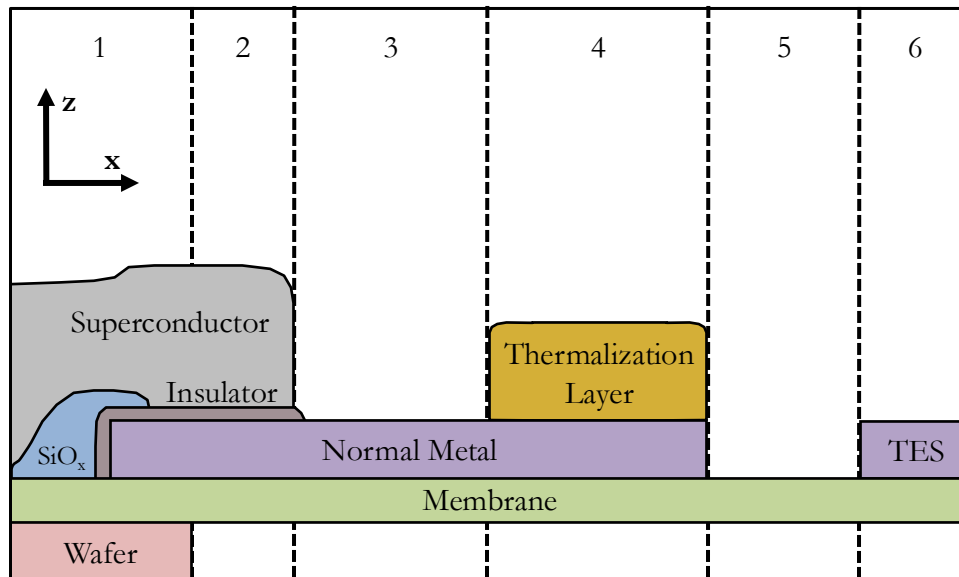 1 2 3 4 5 6
z
x
Superconductor
Thermalization
Layer
Insulator
SiOₓ
Normal Metal
TES
Membrane
Wafer